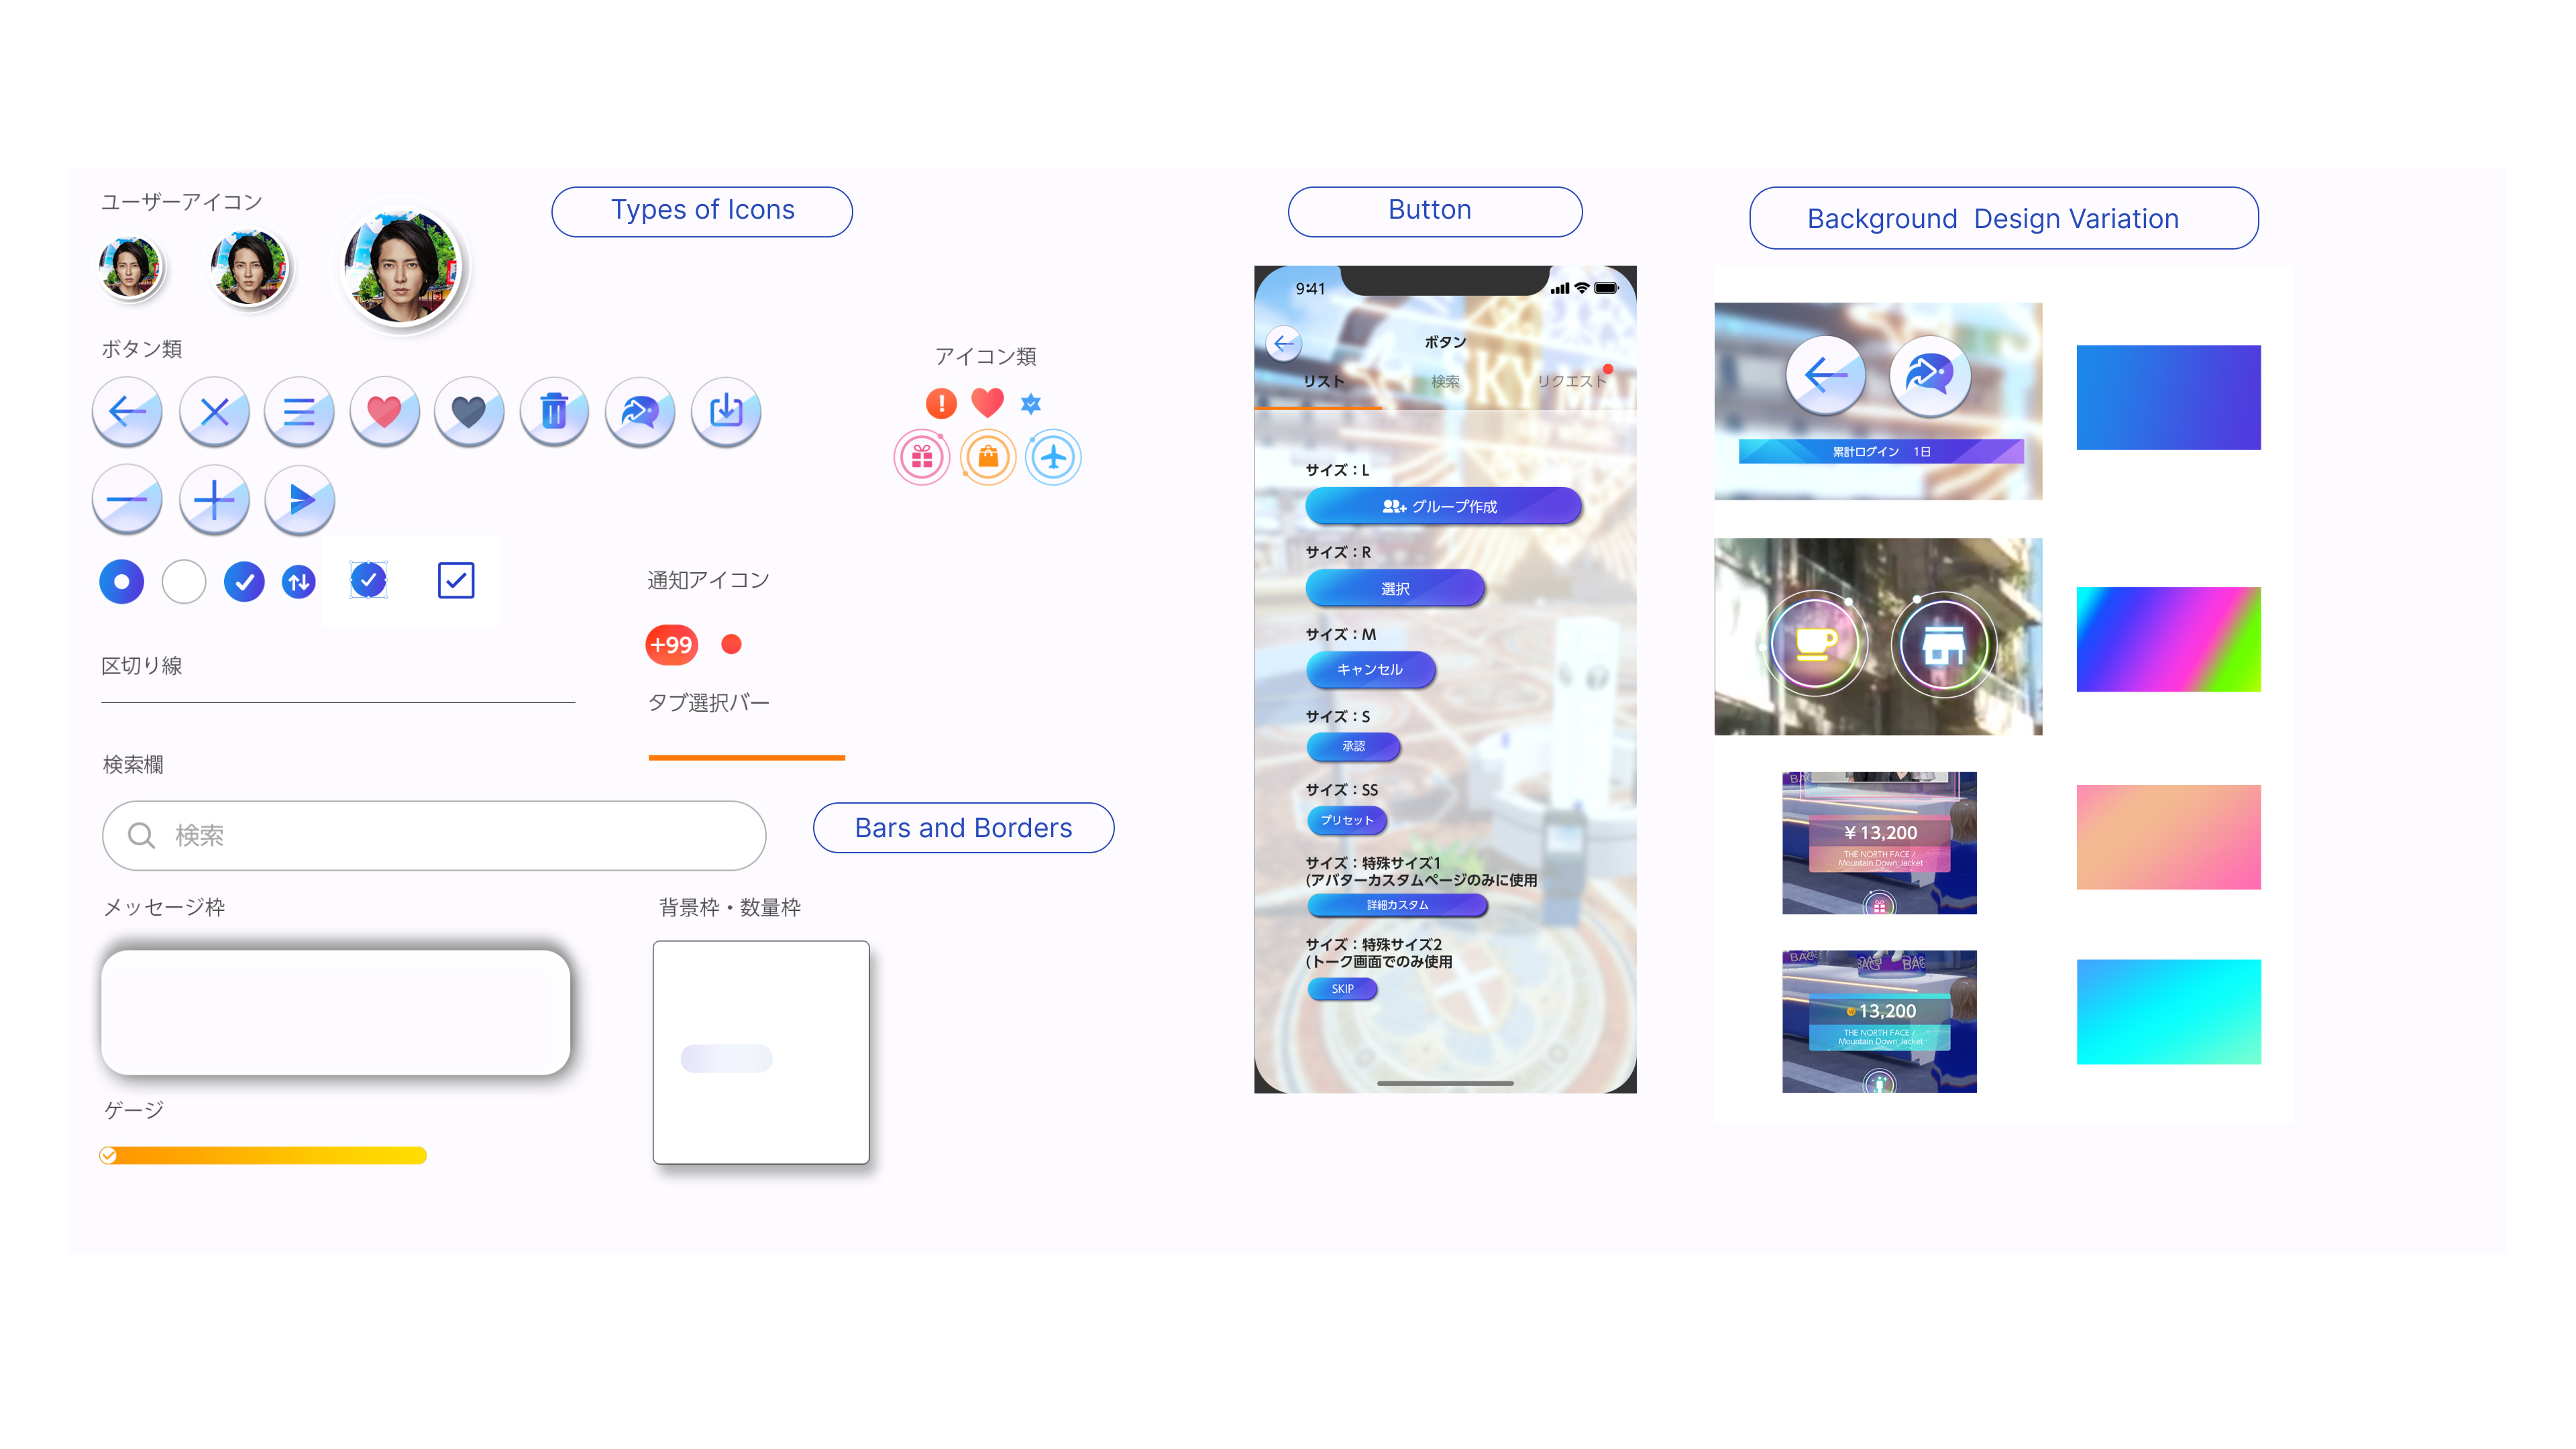 ユーザーアイコン
Types of Icons
ボタン類
アイコン類
!
通知アイコン
+99
区切り線
タブ選択バー
検索欄
検索
Bars and Borders
メッセージ枠
背景枠・数量枠
ゲージ
Button
9:41
ボタン
リスト
検索
リクエスト
サイズ：L
グループ作成
サイズ：R
選択
サイズ：M
キャンセル
サイズ：S
承認
サイズ：SS
プリセット
サイズ：特殊サイズ1
(アバターカスタムページのみに使用
詳細カスタム
サイズ：特殊サイズ2
(トーク画面でのみ使用
SKIP
Background Design Variation
累計ログイン 1日
¥13,200
THE NORTH FACE /
Mountain Down Jacket
13,200
THE NORTH FACE /
Mountain Down Jacket